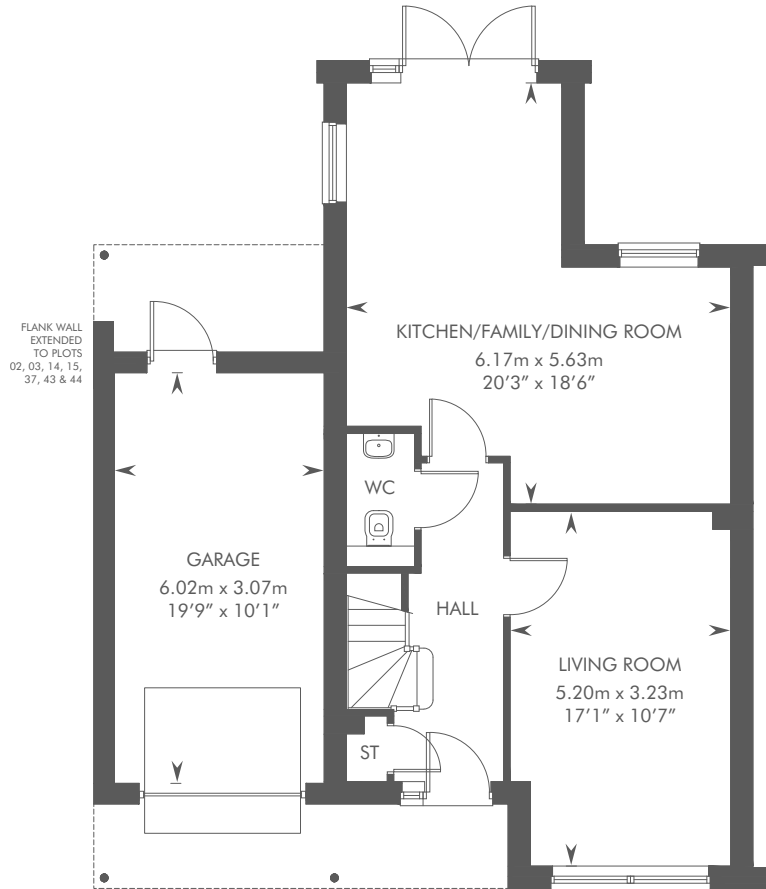 FLANK WALL
EXTENDED
TO PLOTS
02, 03, 14, 15,
37, 43 & 44
KITCHEN/FAMILY/DINING ROOM
6.17m x 5.63m
20’3” x 18’6”
WC
GARAGE
6.02m x 3.07m
19’9” x 10’1”
HALL
LIVING ROOM
5.20m x 3.23m
17’1” x 10’7”
ST